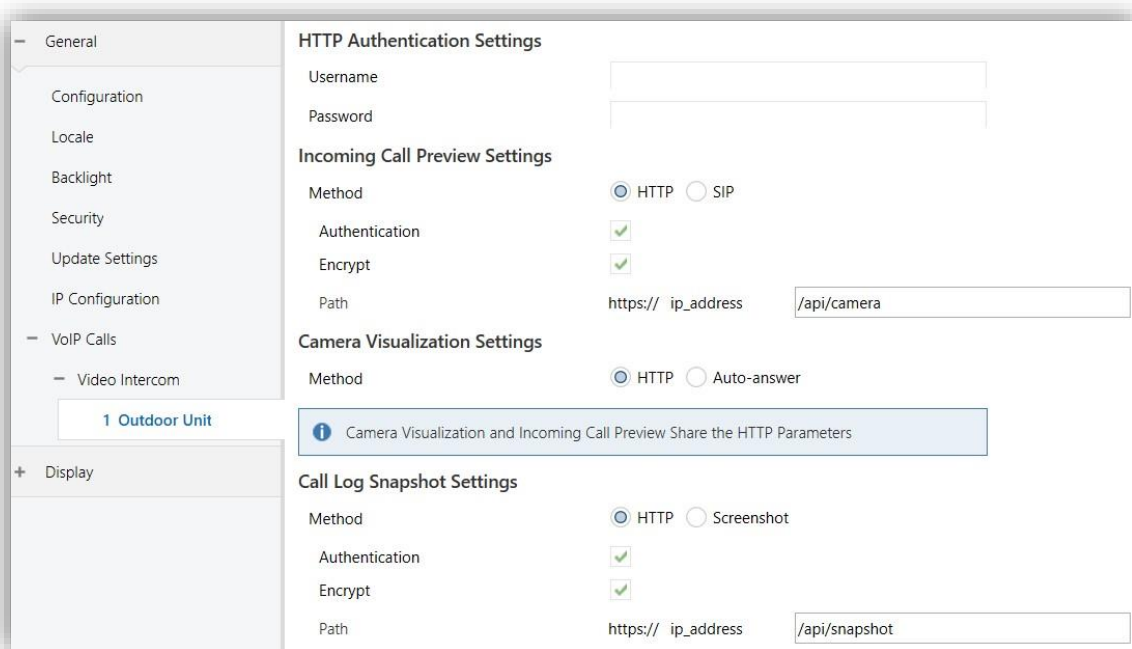 General
Configuration
Locale
Backlight
Security
Update Settings
IP Configuration
VoIP Calls
Video Intercom
1 Outdoor Unit
Display
HTTP Authentication Settings
Username
Password
Incoming Call Preview Settings
Method HTTP SIP
Authentication
Encrypt
Path https:// ip_address /api/camera
Camera Visualization Settings
Method HTTP Auto-answer
Camera Visualization and Incoming Call Preview Share the HTTP Parameters
Call Log Snapshot Settings
Method HTTP Screenshot
Authentication
Encrypt
Path https:// ip_address /api/snapshot